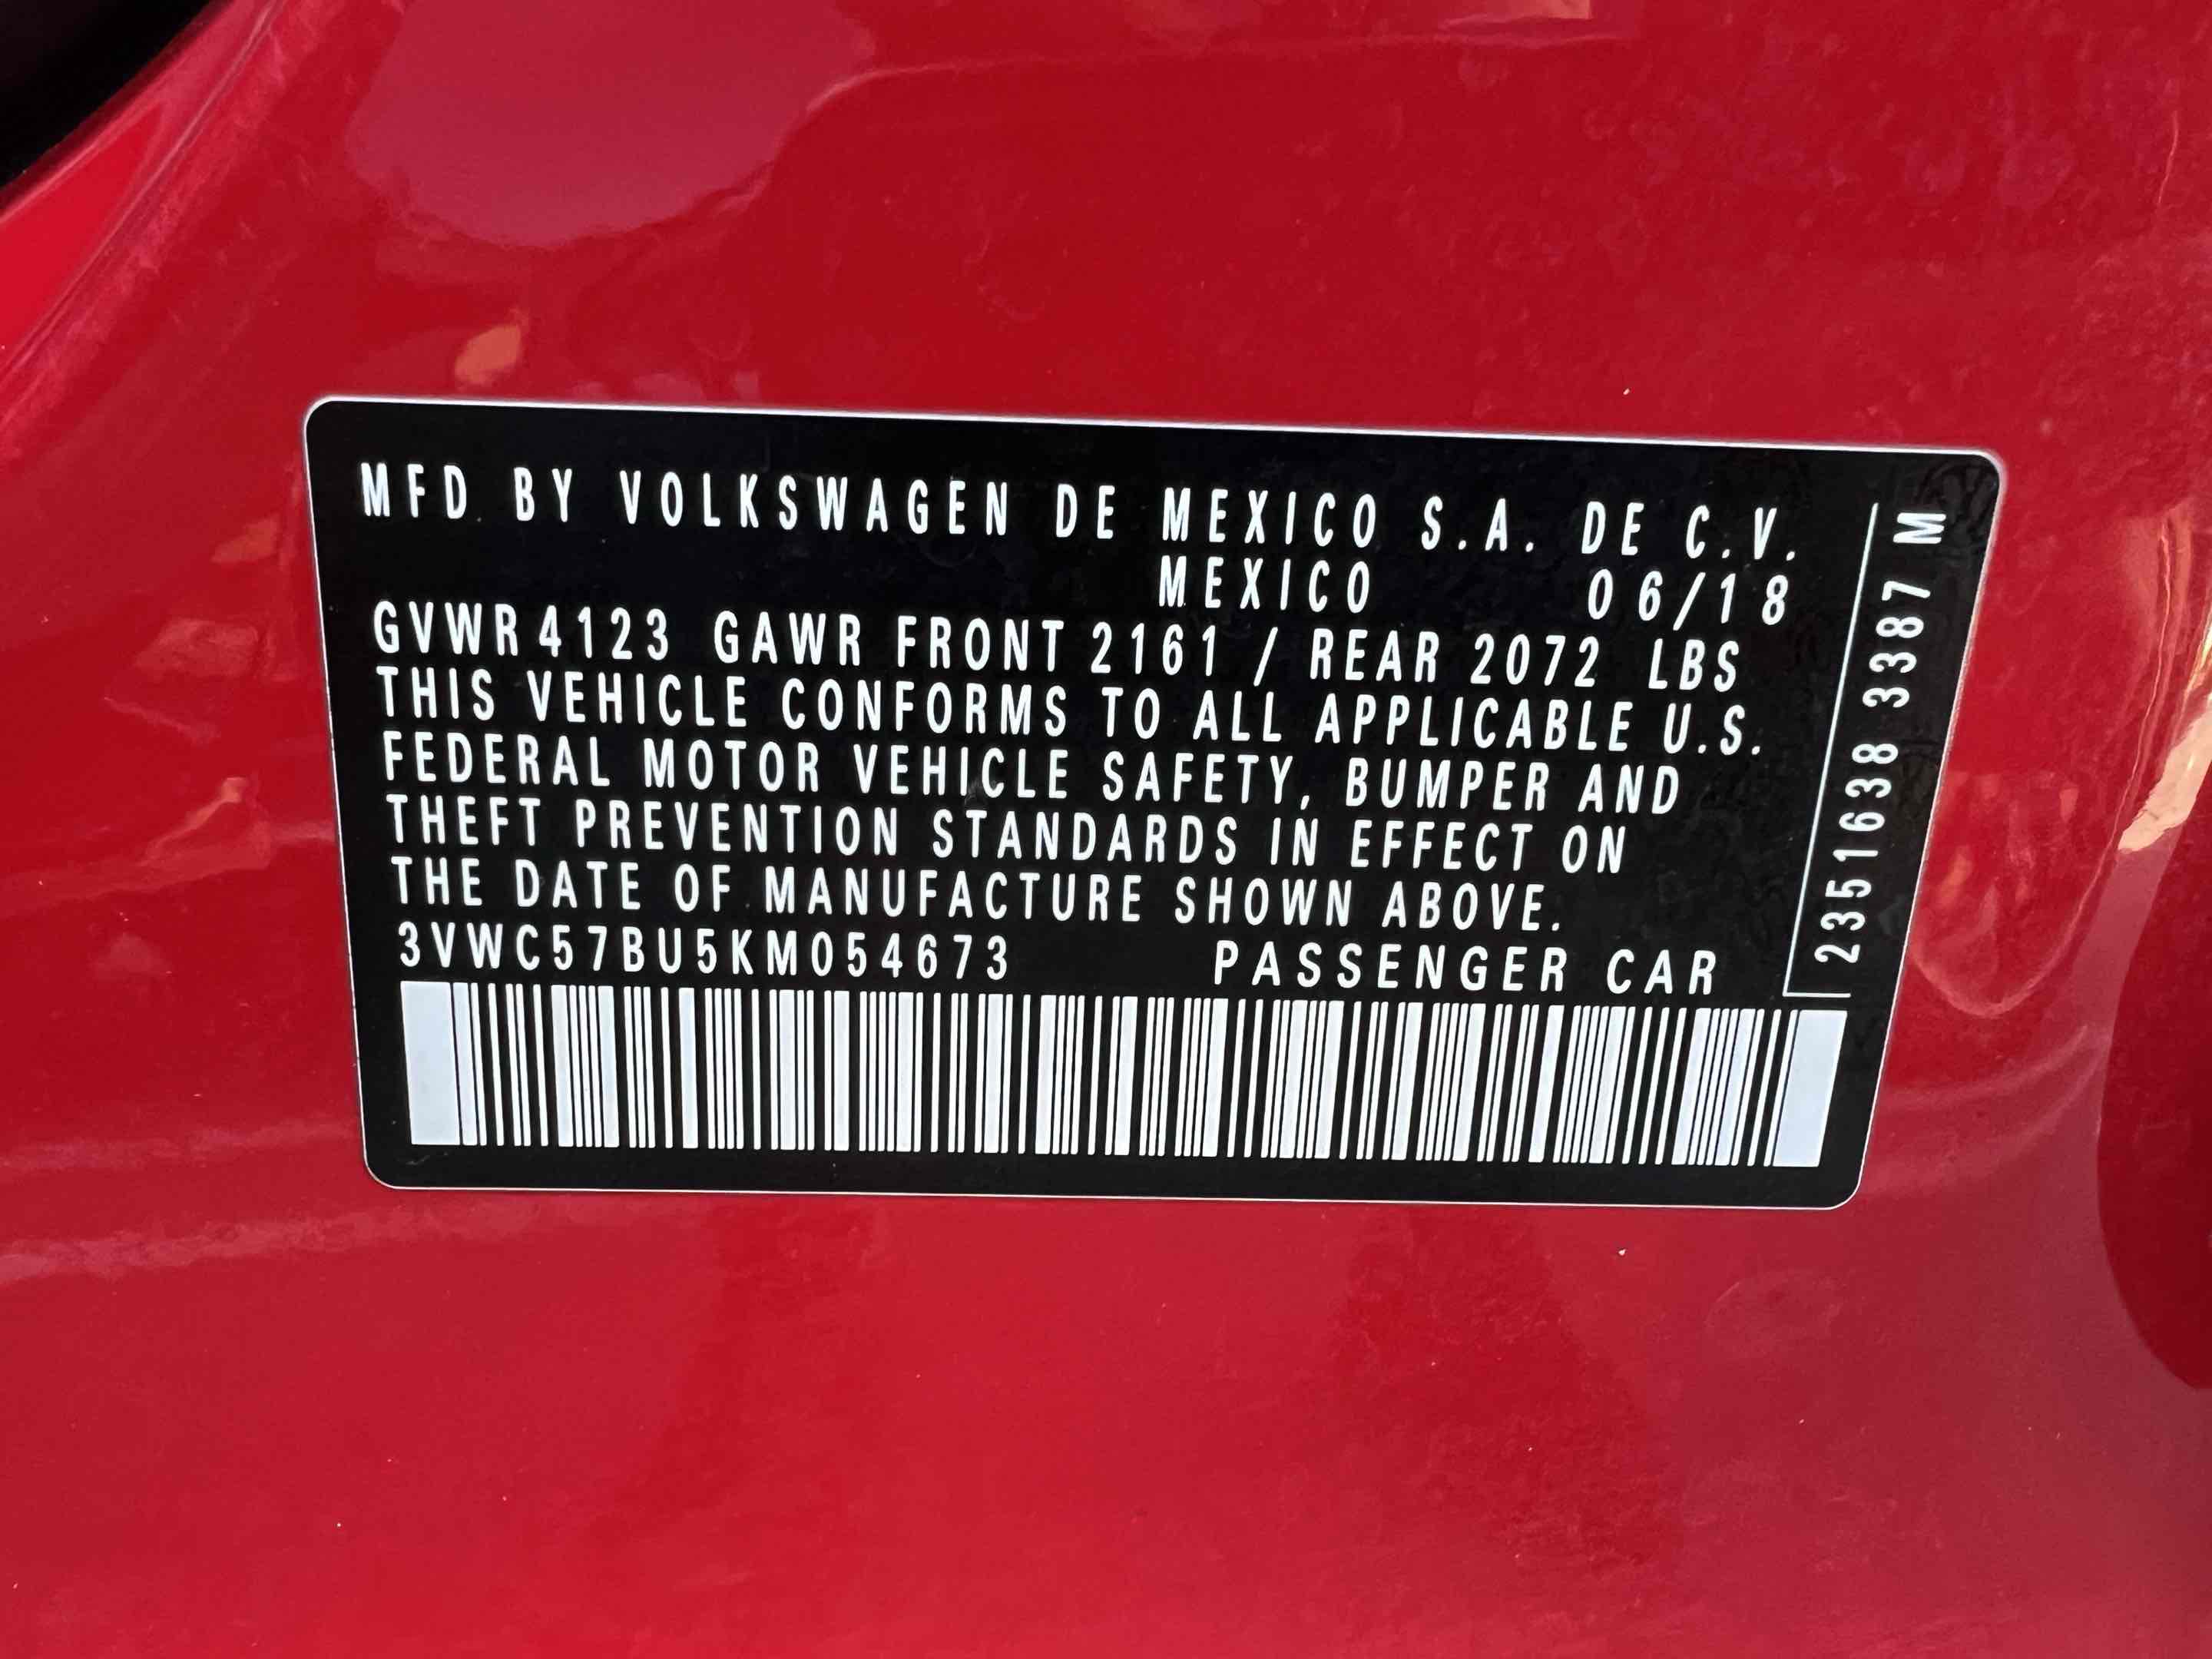 MFD BY VOLKSWAGEN DE MEXICO S.A. DE C.V.
MEXICO 06/18
GVWR 4123 GAWR FRONT 2161 / REAR 2072 LBS
THIS VEHICLE CONFORMS TO ALL APPLICABLE U.S.
FEDERAL MOTOR VEHICLE SAFETY, BUMPER AND
THEFT PREVENTION STANDARDS IN EFFECT ON
THE DATE OF MANUFACTURE SHOWN ABOVE.
3VWC57BU5KM054673 PASSENGER CAR
2351638 3387 M